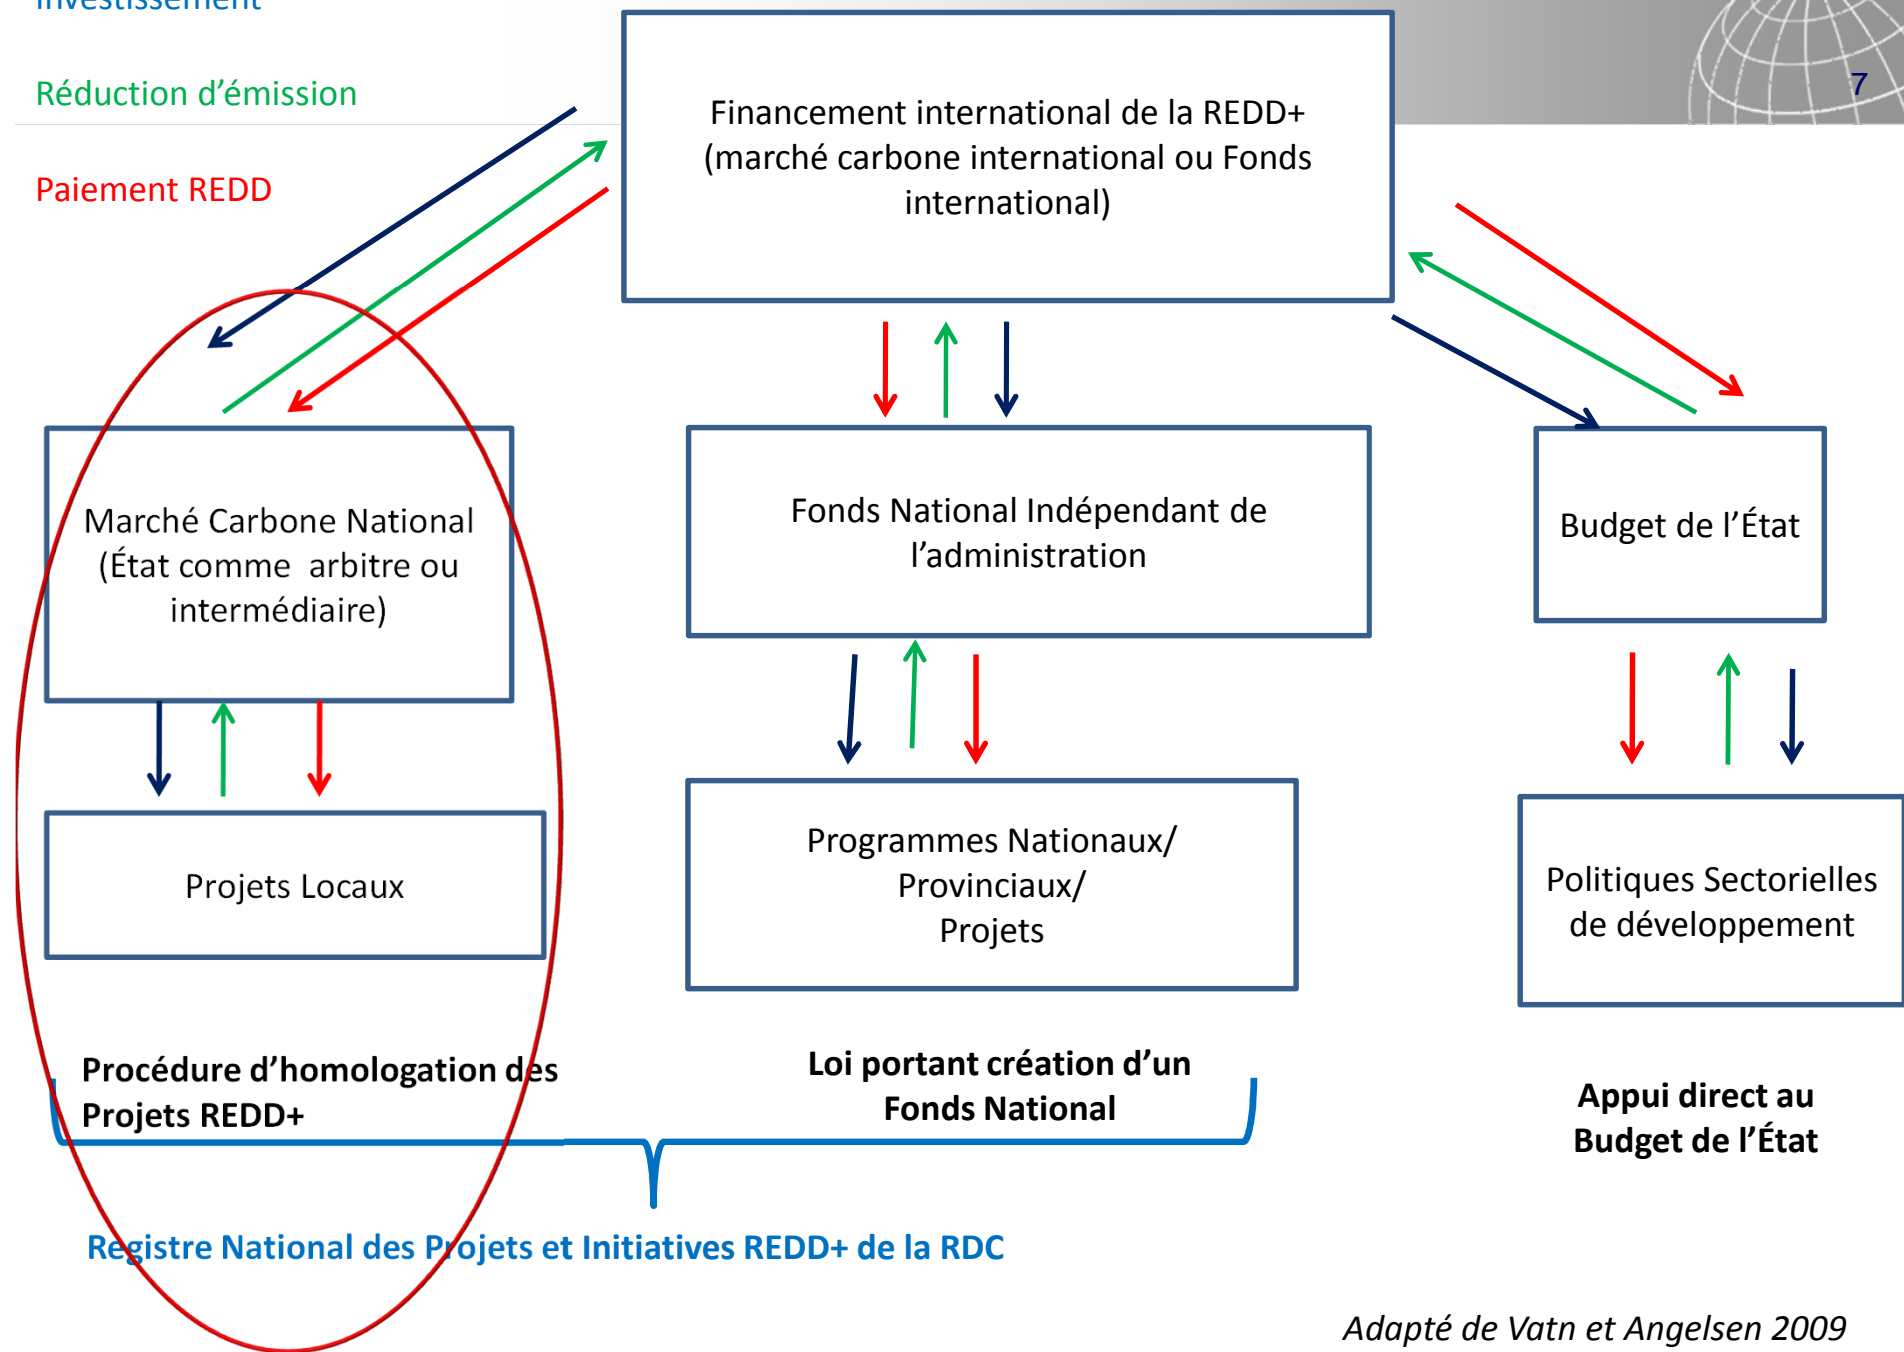 Investissement
Réduction d’émission
Paiement REDD
7
Financement international de la REDD+
(marché carbone international ou Fonds
international)
Marché Carbone National
(État comme arbitre ou
intermédiaire)
Fonds National Indépendant de
l’administration
Budget de l’État
Projets Locaux
Programmes Nationaux/
Provinciaux/
Projets
Politiques Sectorielles
de développement
Procédure d’homologation des
Projets REDD+
Loi portant création d’un
Fonds National
Appui direct au
Budget de l’État
Registre National des Projets et Initiatives REDD+ de la RDC
Adapté de Vatn et Angelsen 2009